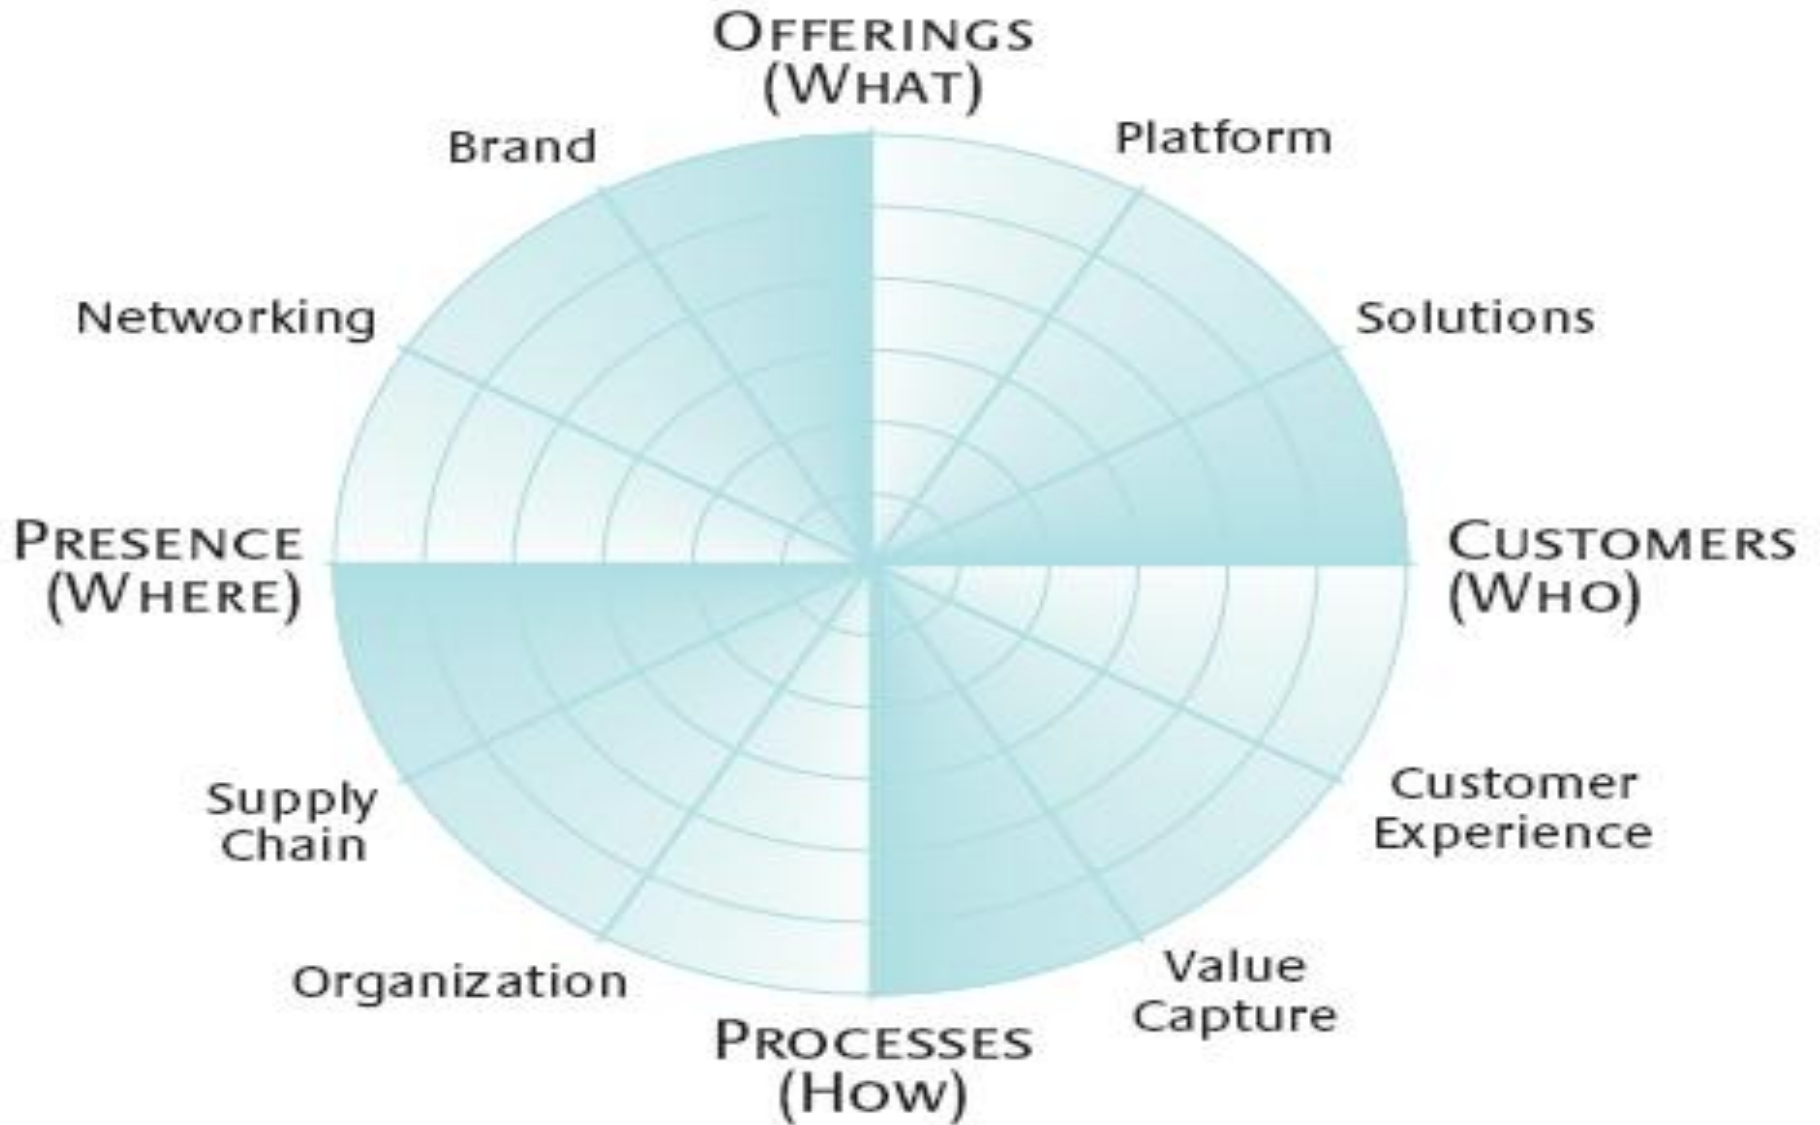 OFFERINGS
(WHAT)
Brand
Platform
Networking
Solutions
PRESENCE
(WHERE)
CUSTOMERS
(WHO)
Supply
Chain
Customer
Experience
Organization
Value
Capture
PROCESSES
(HOW)